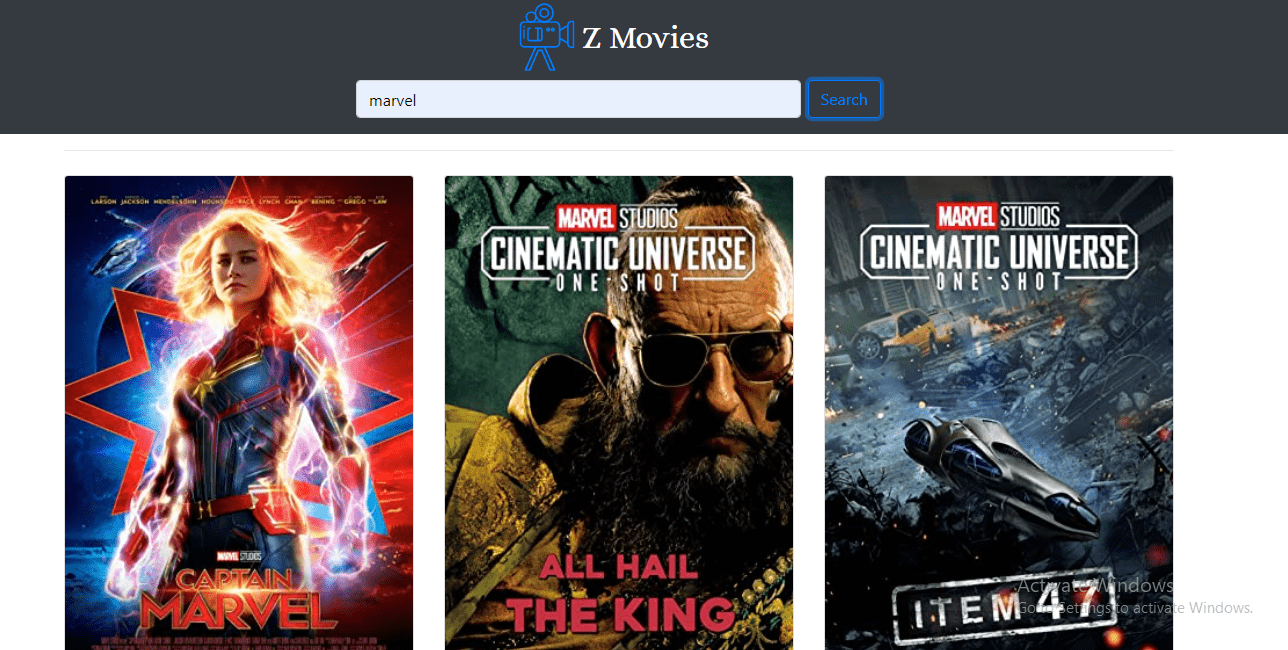 Z Movies
marvel
Search
LARSON JACKSON MENDELSOHN HOUNSOU PACE LYNCH CHAN BENING GREGG LAW
MARVEL STUDIOS
CAPTAIN
MARVEL
MARVEL STUDIOS
CINEMATIC UNIVERSE
ONE-SHOT
ALL HAIL
THE KING
MARVEL STUDIOS
CINEMATIC UNIVERSE
ONE-SHOT
ITEM 47
Activate Windows
Go to Settings to activate Windows.